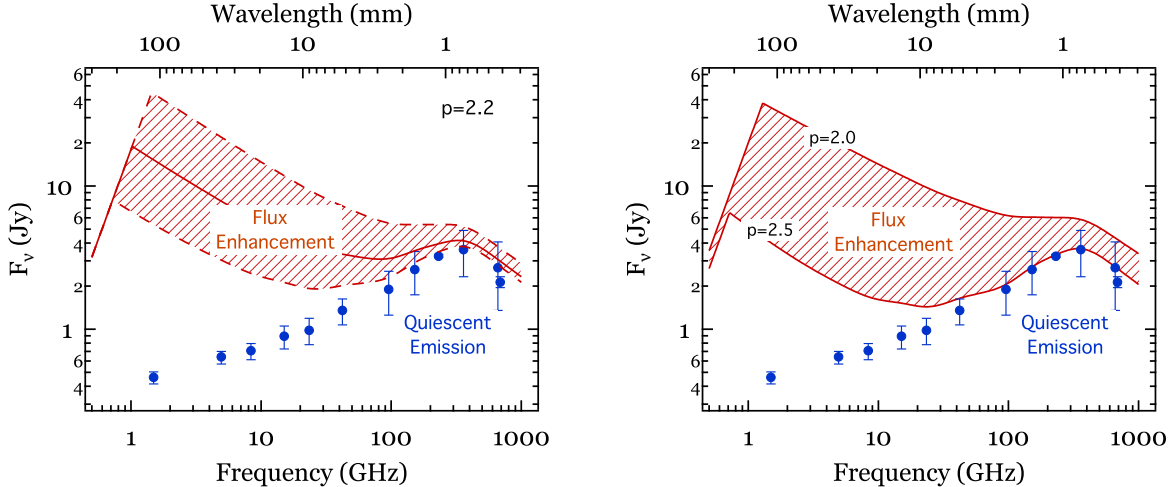 Wavelength (mm)
100 10 1
6
4
2
10
6
4
2
1
6
4
F_ν (Jy)
p=2.2
Flux
Enhancement
Quiescent
Emission
1 10 100 1000
Frequency (GHz)
Wavelength (mm)
100 10 1
6
4
2
10
6
4
2
1
6
4
F_ν (Jy)
p=2.0
p=2.5
Flux
Enhancement
Quiescent
Emission
1 10 100 1000
Frequency (GHz)